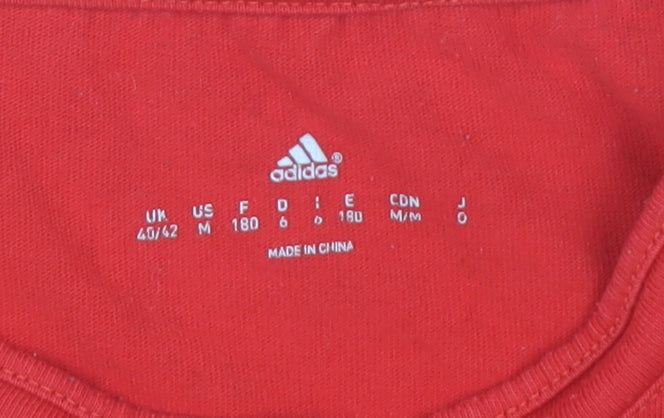 adidas®
UK US F D I E CDN J
40/42 M 180 6 6 180 M/M O
MADE IN CHINA